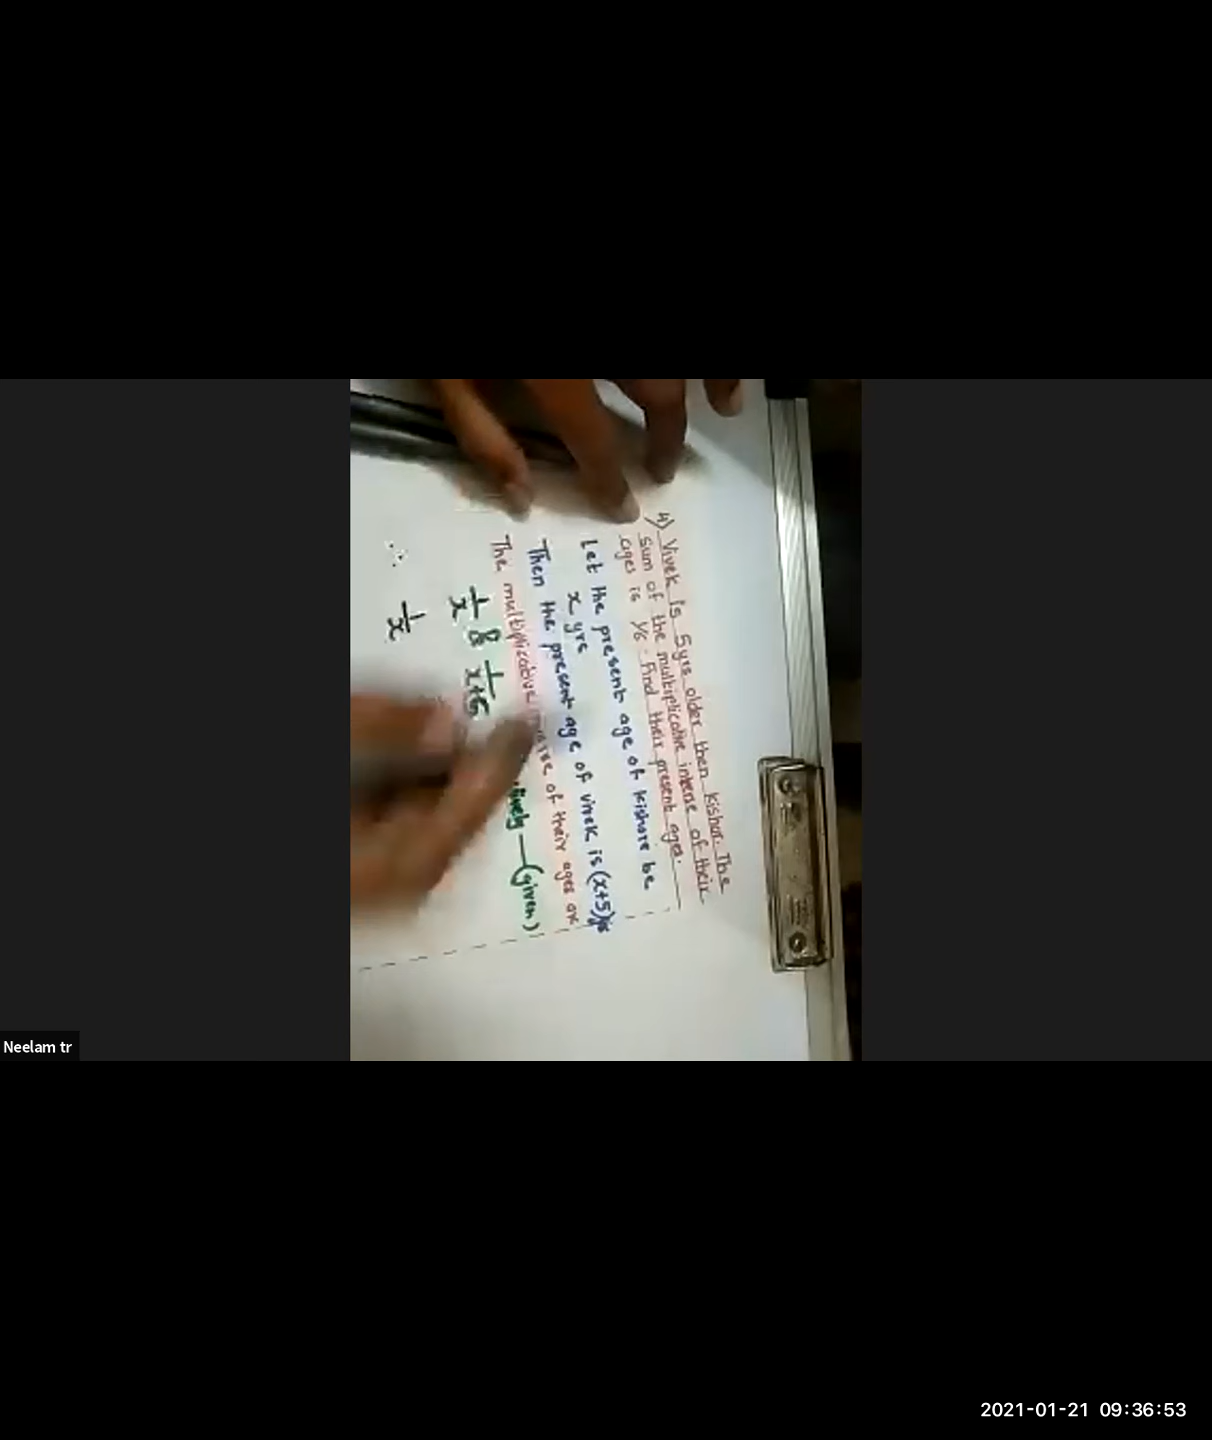 4) Vivek is 5yrs older then Kishor. The
sum of the multiplicative inverse of their
ages is 1/6. Find their present ages.
Let the present age of Kishore be
x yrs
Then the present age of vivek is (x+5)
The multiplicative of their ages
1/x & 1/x+5 (given)
∴ 1/x
Neelam tr
2021-01-21 09:36:53